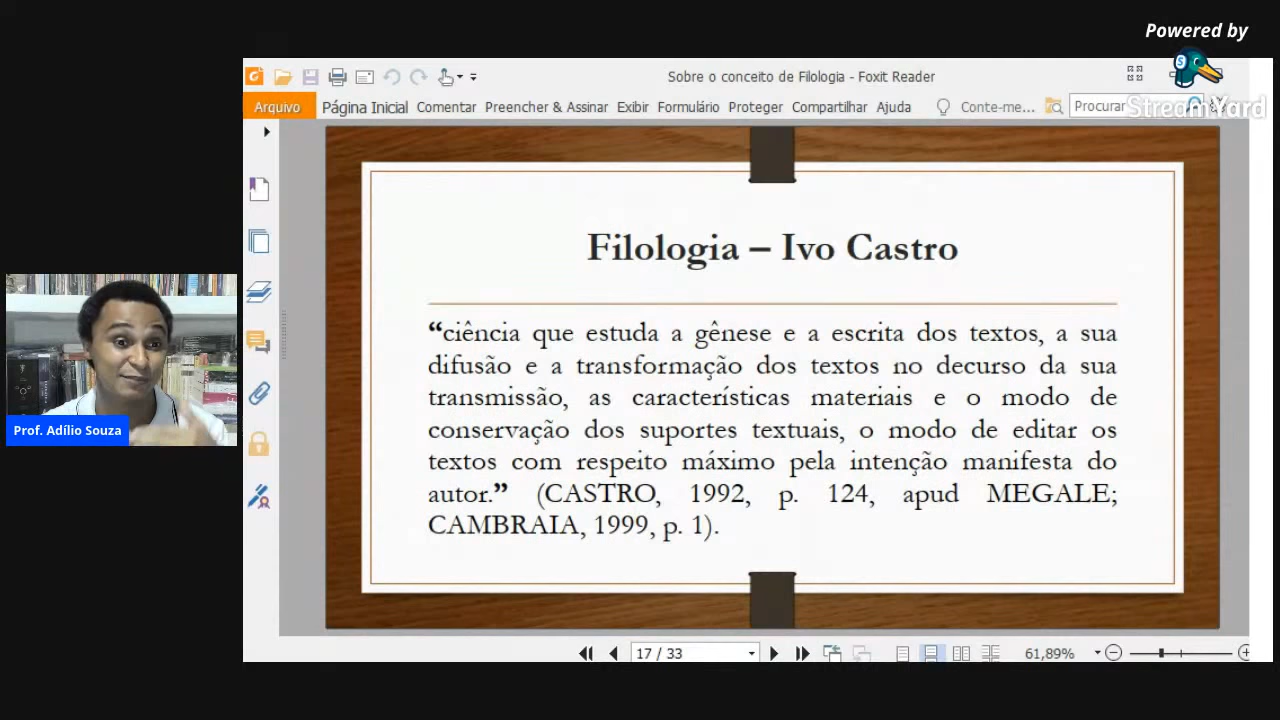 Powered by
StreamYard
Sobre o conceito de Filologia - Foxit Reader
Arquivo Página Inicial Comentar Preencher & Assinar Exibir Formulário Proteger Compartilhar Ajuda Conte-me... Procurar
Filologia – Ivo Castro
“ciência que estuda a gênese e a escrita dos textos, a sua
difusão e a transformação dos textos no decurso da sua
transmissão, as características materiais e o modo de
conservação dos suportes textuais, o modo de editar os
textos com respeito máximo pela intenção manifesta do
autor.” (CASTRO, 1992, p. 124, apud MEGALE;
CAMBRAIA, 1999, p. 1).
Prof. Adílio Souza
17 / 33
61,89%